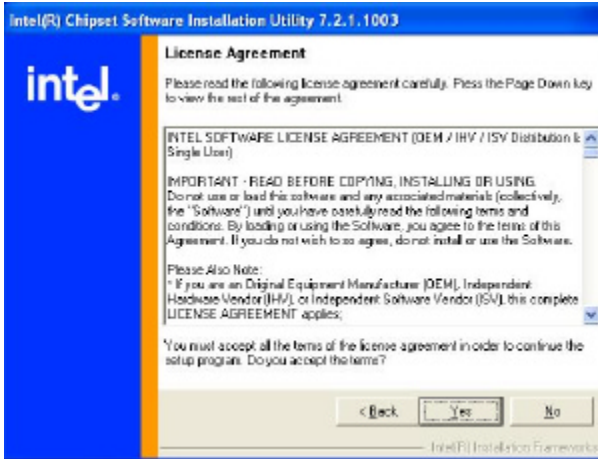 Intel(R) Chipset Software Installation Utility 7.2.1.1003
intel.
License Agreement
Please read the following license agreement carefully. Press the Page Down key
to view the rest of the agreement.
INTEL SOFTWARE LICENSE AGREEMENT (OEM / IHV / ISV Distribution &
Single User)
IMPORTANT - READ BEFORE COPYING, INSTALLING OR USING.
Do not use or load this software and any associated materials (collectively,
the "Software") until you have carefully read the following terms and
conditions. By loading or using the Software, you agree to the terms of this
Agreement. If you do not wish to so agree, do not install or use the Software.
Please Also Note:
* If you are an Original Equipment Manufacturer (OEM), Independent
Hardware Vendor (IHV), or Independent Software Vendor (ISV), this complete
LICENSE AGREEMENT applies;
You must accept all the terms of the license agreement in order to continue the
setup program. Do you accept the terms?
< Back Yes No
Intel(R) Installation Frameworks